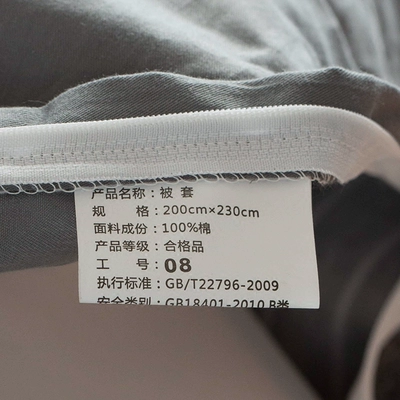 产品名称: 被 套
规 格: 200cm×230cm
面料成份: 100%棉
产品等级: 合格品
工 号: 08
执行标准: GB/T22796-2009
安全类别: GB18401-2010 B类